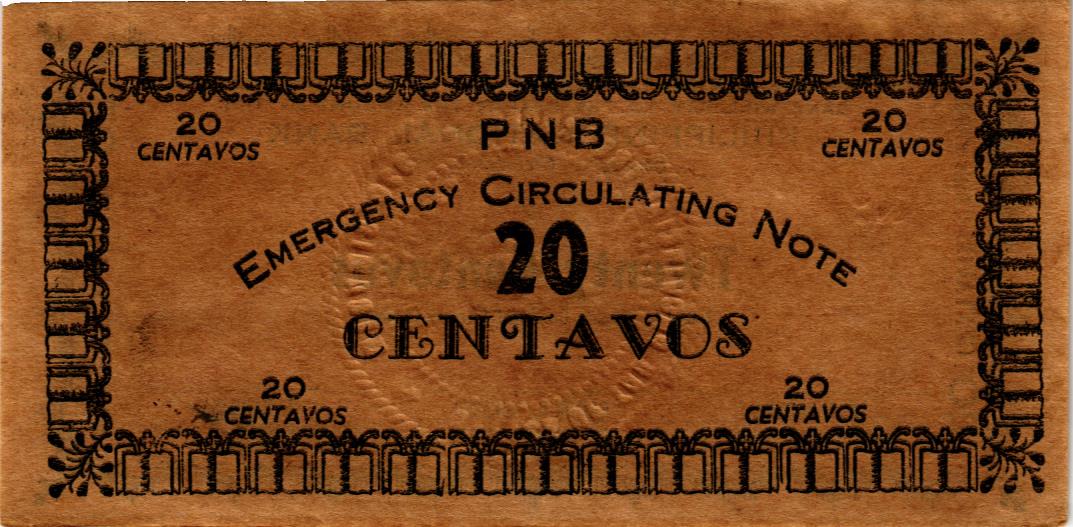 20 CENTAVOS
PNB
20 CENTAVOS
EMERGENCY CIRCULATING NOTE
20
CENTAVOS
20 CENTAVOS
20 CENTAVOS